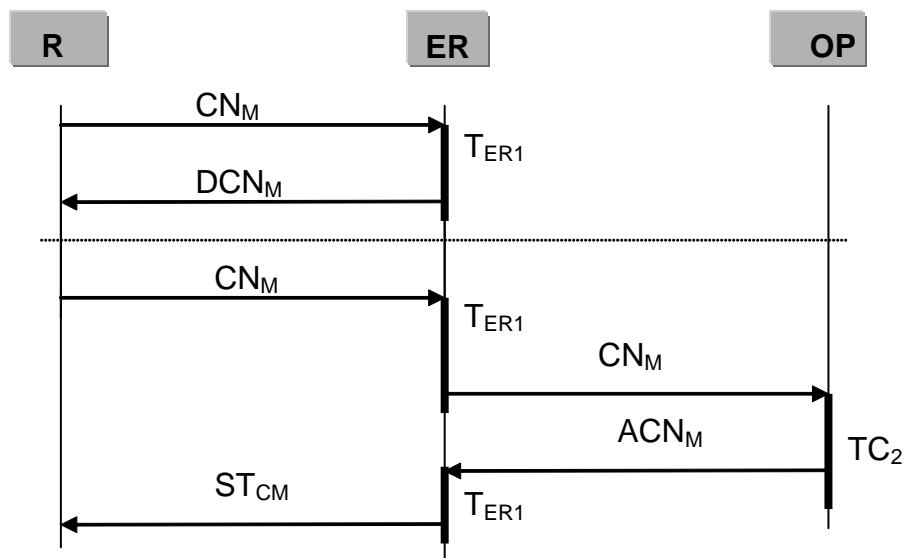 R ER OP
CNM
TER1
DCNM
CNM
TER1
CNM
ACNM
TC2
STCM
TER1